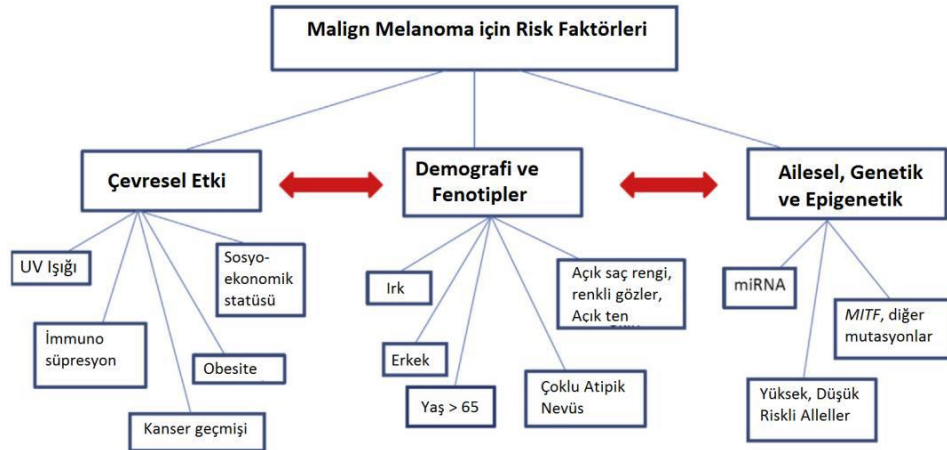 Malign Melanoma için Risk Faktörleri
Çevresel Etki
Demografi ve
Fenotipler
Ailesel, Genetik
ve Epigenetik
UV Işığı
Sosyo-
ekonomik
statüsü
İmmuno
süpresyon
Obesite
Kanser geçmişi
Irk
Açık saç rengi,
renkli gözler,
Açık ten
Erkek
Yaş > 65
Çoklu Atipik
Nevüs
miRNA
MITF, diğer
mutasyonlar
Yüksek, Düşük
Riskli Alleller